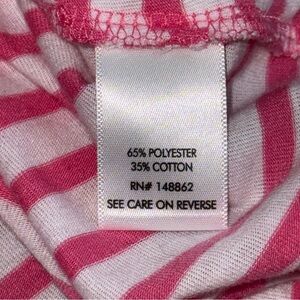 65% POLYESTER
35% COTTON
RN# 148862
SEE CARE ON REVERSE